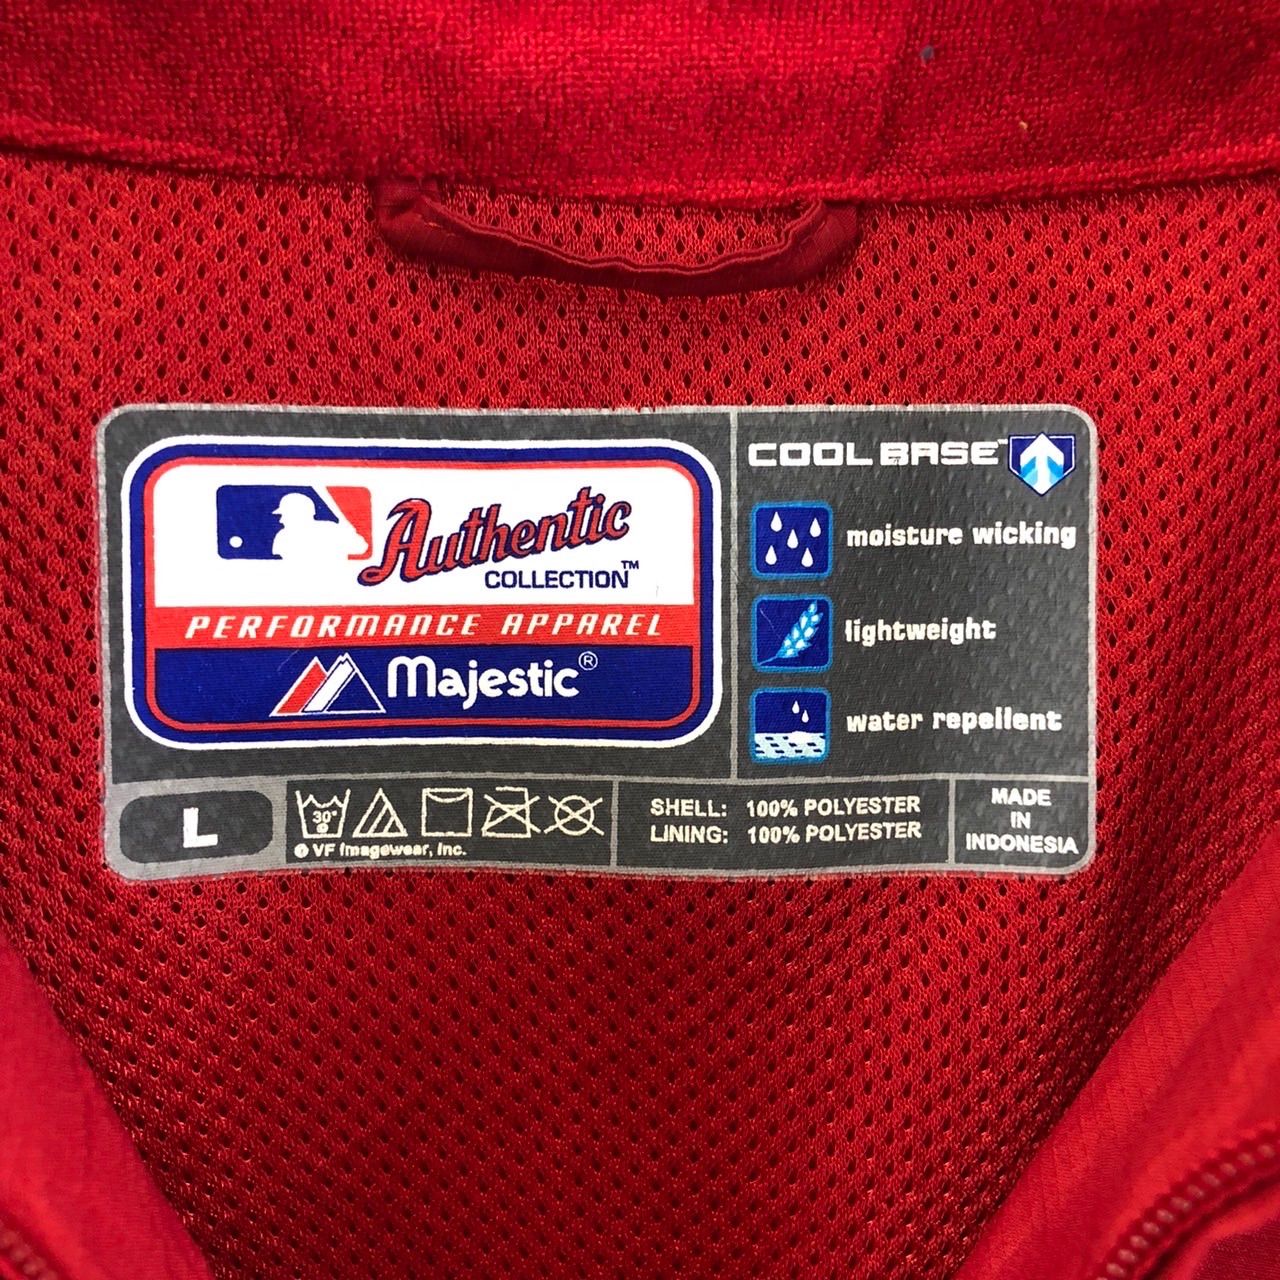 Authentic
COLLECTION™
PERFORMANCE APPAREL
Majestic®
COOL BASE™
moisture wicking
lightweight
water repellent
L
30°
© VF Imagewear, Inc.
SHELL: 100% POLYESTER
LINING: 100% POLYESTER
MADE
IN
INDONESIA